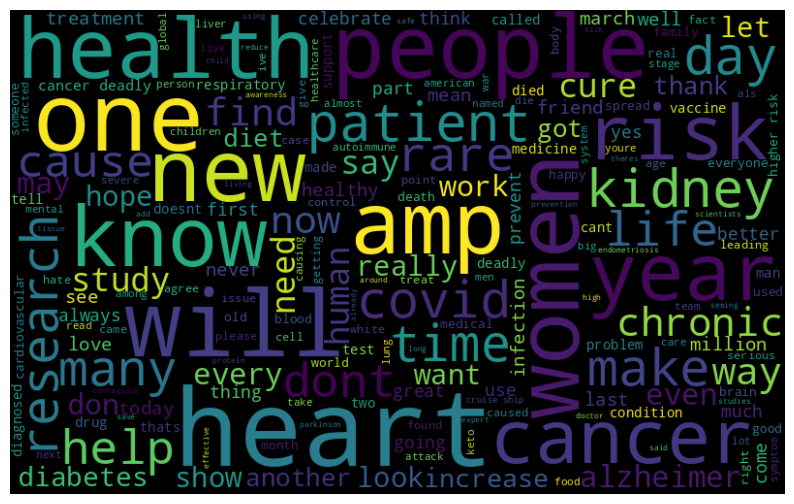 treatment
global
liver
using
safe
celebrate
think
called
march
well
fact
let
health
people
day
live
reduce
ive
sick
child
support
body
real
family
stage
someone
infected
cancer
deadly
person
respiratory
healthcare
give
part
american
war
died
cure
thank
one
find
awareness
almost
mean
named
die
friend
spread
vaccine
als
patient
risk
children
case
diet
autoimmune
got
medicine
yes
system
youre
theres
everyone
higher risk
cause
new
say
rare
may
severe
made
healthy
point
work
women
age
kidney
tell
hope
living
control
death
prevent
happy
prevention
mental
doesnt
first
now
amp
cant
scientists
life
better
tissue
add
know
need
causing
getting
really
deadly
big
leading
research
cardiovascular
study
never
human
around
treat
men
endometriosis
year
man
hate
agree
among
see
issue
covid
already
high
team
seeing
used
always
read
came
will
old
blood
white
medical
infection
chronic
love
please
cell
test
lung
time
long
problem
care
million
diagnosed
many
protein
world
want
make
way
serious
contagious
every
dont
great
use
last
even
brain
don
today
thing
two
caused
condition
much
studies
drug
thats
heart
take
cruise ship
doctor
cancer
said
lot
good
help
next
save
month
parkinson
found
going
expert
come
right
symptom
effective
attack
keto
diabetes
show
another
look
increase
food
alzheimer